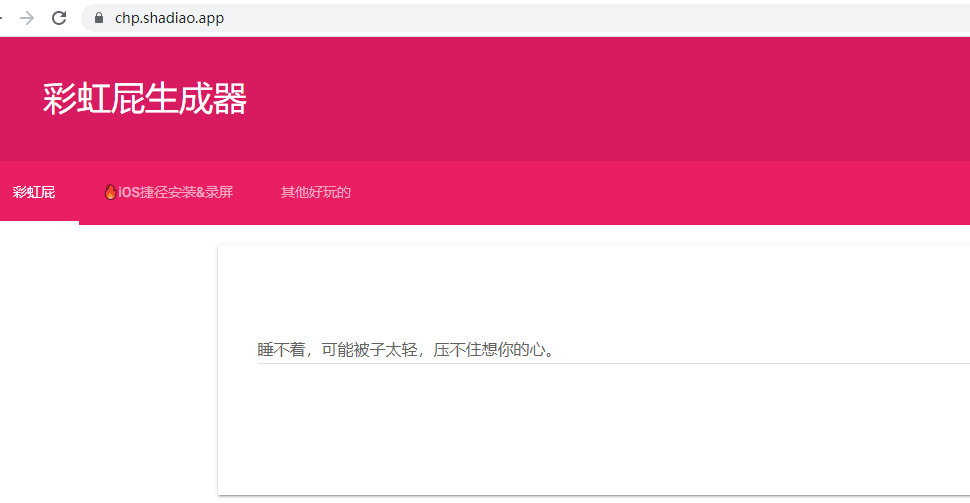 chp.shadiao.app
彩虹屁生成器
彩虹屁
🔥iOS捷径安装&录屏
其他好玩的
睡不着，可能被子太轻，压不住想你的心。